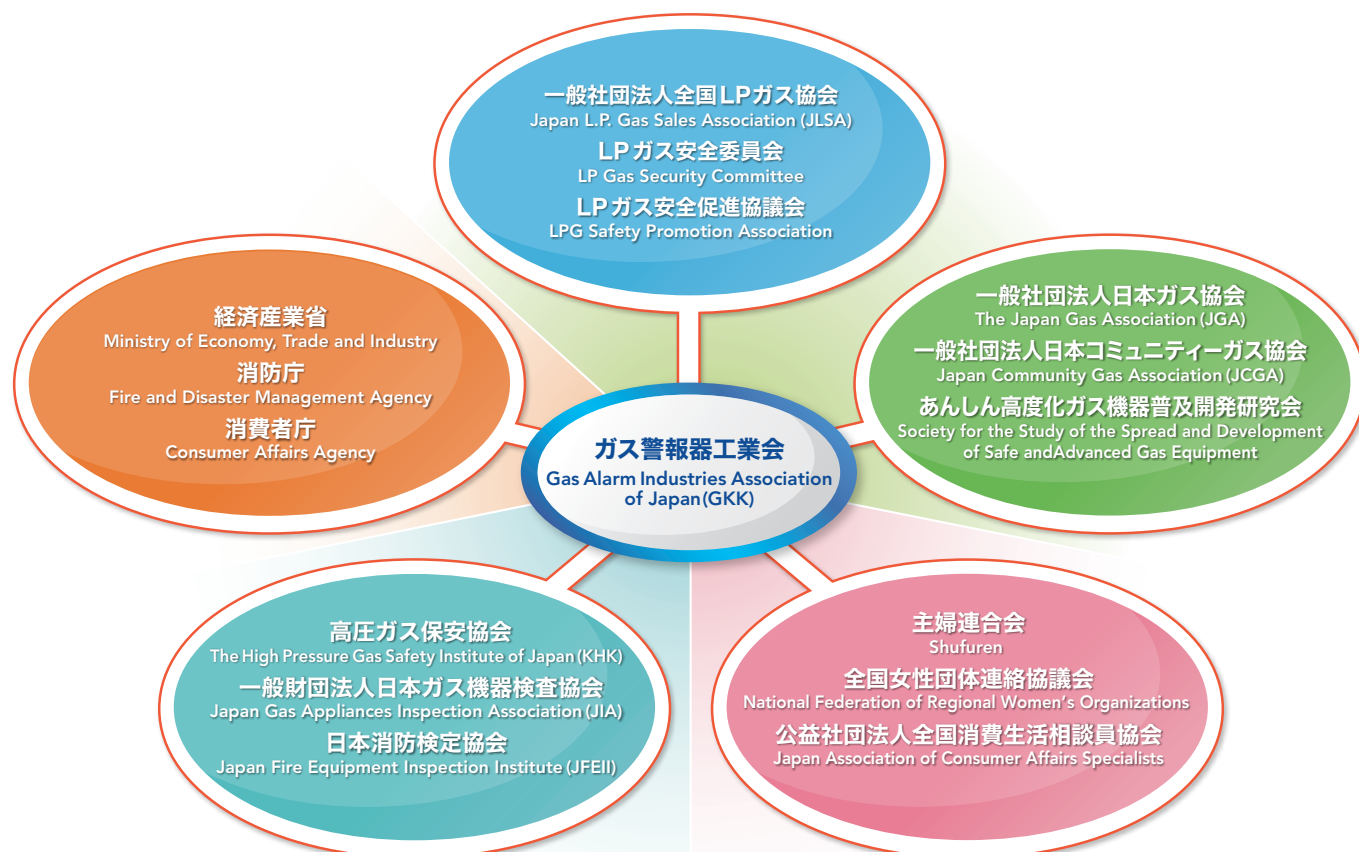 一般社団法人全国LPガス協会
Japan L.P. Gas Sales Association (JLSA)
LPガス安全委員会
LP Gas Security Committee
LPガス安全促進協議会
LPG Safety Promotion Association
経済産業省
Ministry of Economy, Trade and Industry
消防庁
Fire and Disaster Management Agency
消費者庁
Consumer Affairs Agency
一般社団法人日本ガス協会
The Japan Gas Association (JGA)
一般社団法人日本コミュニティーガス協会
Japan Community Gas Association (JCGA)
あんしん高度化ガス機器普及開発研究会
Society for the Study of the Spread and Development
of Safe andAdvanced Gas Equipment
ガス警報器工業会
Gas Alarm Industries Association
of Japan(GKK)
高圧ガス保安協会
The High Pressure Gas Safety Institute of Japan(KHK)
一般財団法人日本ガス機器検査協会
Japan Gas Appliances Inspection Association (JIA)
日本消防検定協会
Japan Fire Equipment Inspection Institute (JFEII)
主婦連合会
Shufuren
全国女性団体連絡協議会
National Federation of Regional Women's Organizations
公益社団法人全国消費生活相談員協会
Japan Association of Consumer Affairs Specialists